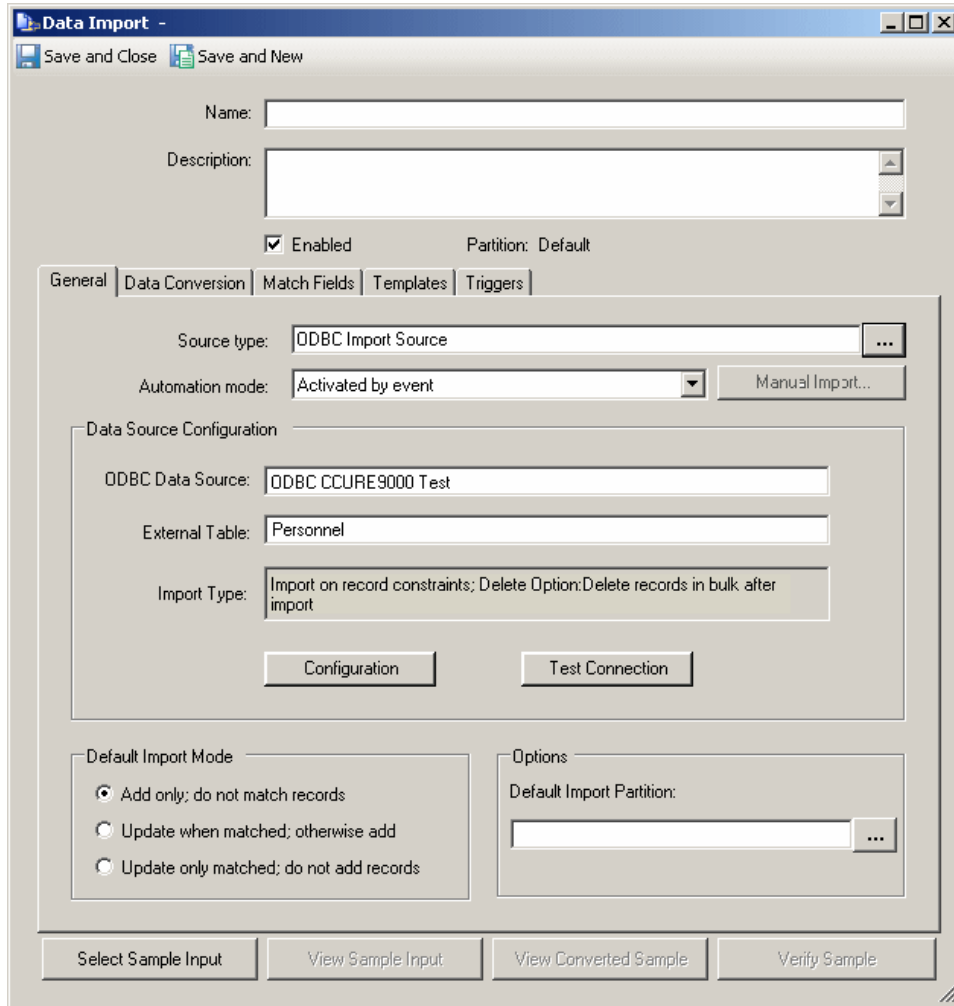 Data Import -
Save and Close Save and New
Name:
Description:
Enabled Partition: Default
General Data Conversion Match Fields Templates Triggers
Source type: ODBC Import Source ...
Automation mode: Activated by event Manual Import...
Data Source Configuration
ODBC Data Source: ODBC CCURE9000 Test
External Table: Personnel
Import Type: Import on record constraints; Delete Option:Delete records in bulk after
import
Configuration Test Connection
Default Import Mode Options
Add only; do not match records Default Import Partition:
Update when matched; otherwise add ...
Update only matched; do not add records
Select Sample Input View Sample Input View Converted Sample Verify Sample